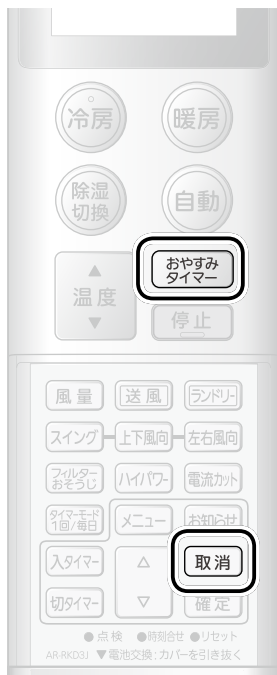 冷房 暖房
除湿
切換
自動
おやすみ
タイマー
▲
温度
▼
停止
風量 送風 ランドリー
スイング 上下風向 左右風向
フィルター
おそうじ
ハイパワー 電流カット
タイマーモード
1回/毎日
メニュー お知らせ
入タイマー △ 取消
切タイマー ▽ 確定
●点検 ●時刻合せ ●リセット
AR-RKD3J ▼電池交換:カバーを引き抜く